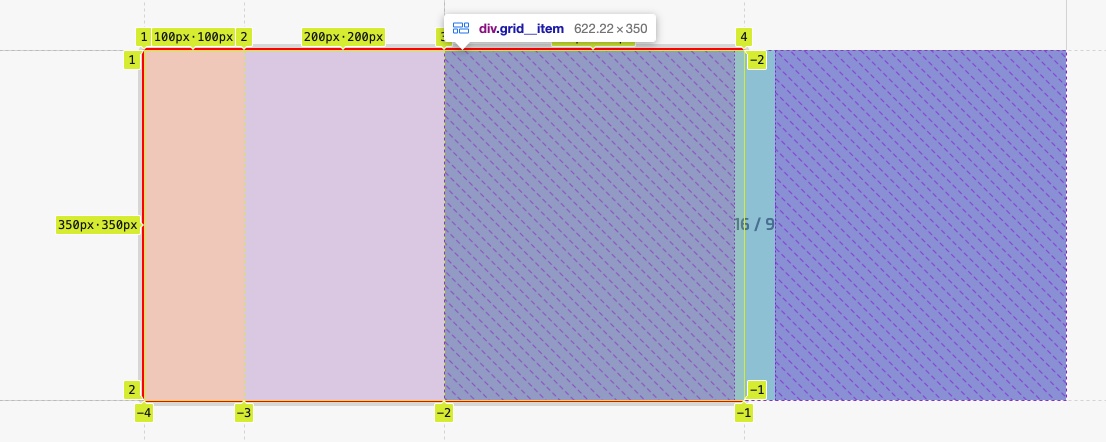 div.grid__item 622.22 × 350
1 100px·100px 2 200px·200px 3 4
1 −2
350px·350px 16 / 9
2 −1
−4 −3 −2 −1